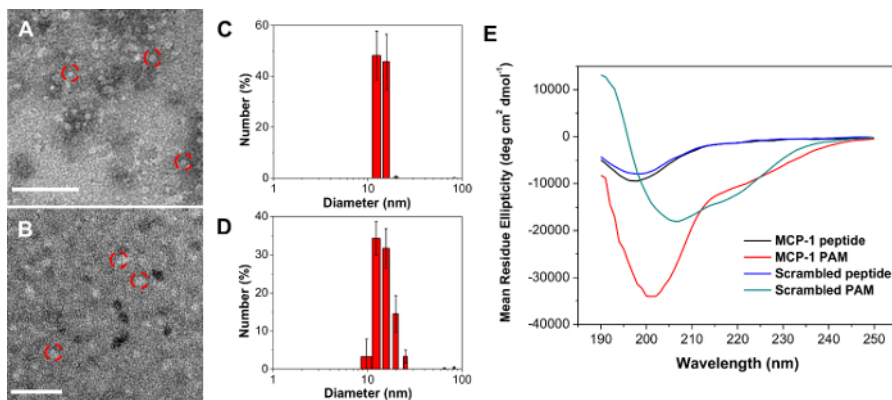 A
B
C
Number (%)
60
40
20
0
1
10
100
Diameter (nm)
D
Number (%)
40
30
20
10
0
1
10
100
Diameter (nm)
E
Mean Residue Ellipticity (deg cm² dmol⁻¹)
10000
0
-10000
-20000
-30000
-40000
190
200
210
220
230
240
250
Wavelength (nm)
MCP-1 peptide
MCP-1 PAM
Scrambled peptide
Scrambled PAM